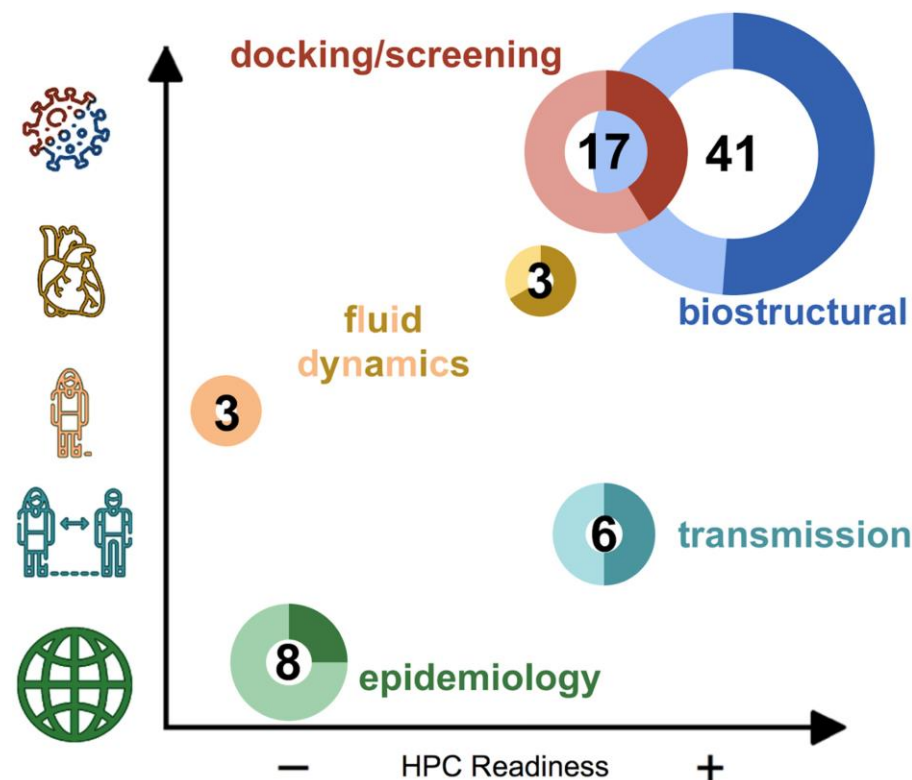 docking/screening
17
41
3
biostructural
fluid
dynamics
3
6
transmission
8
epidemiology
− HPC Readiness +